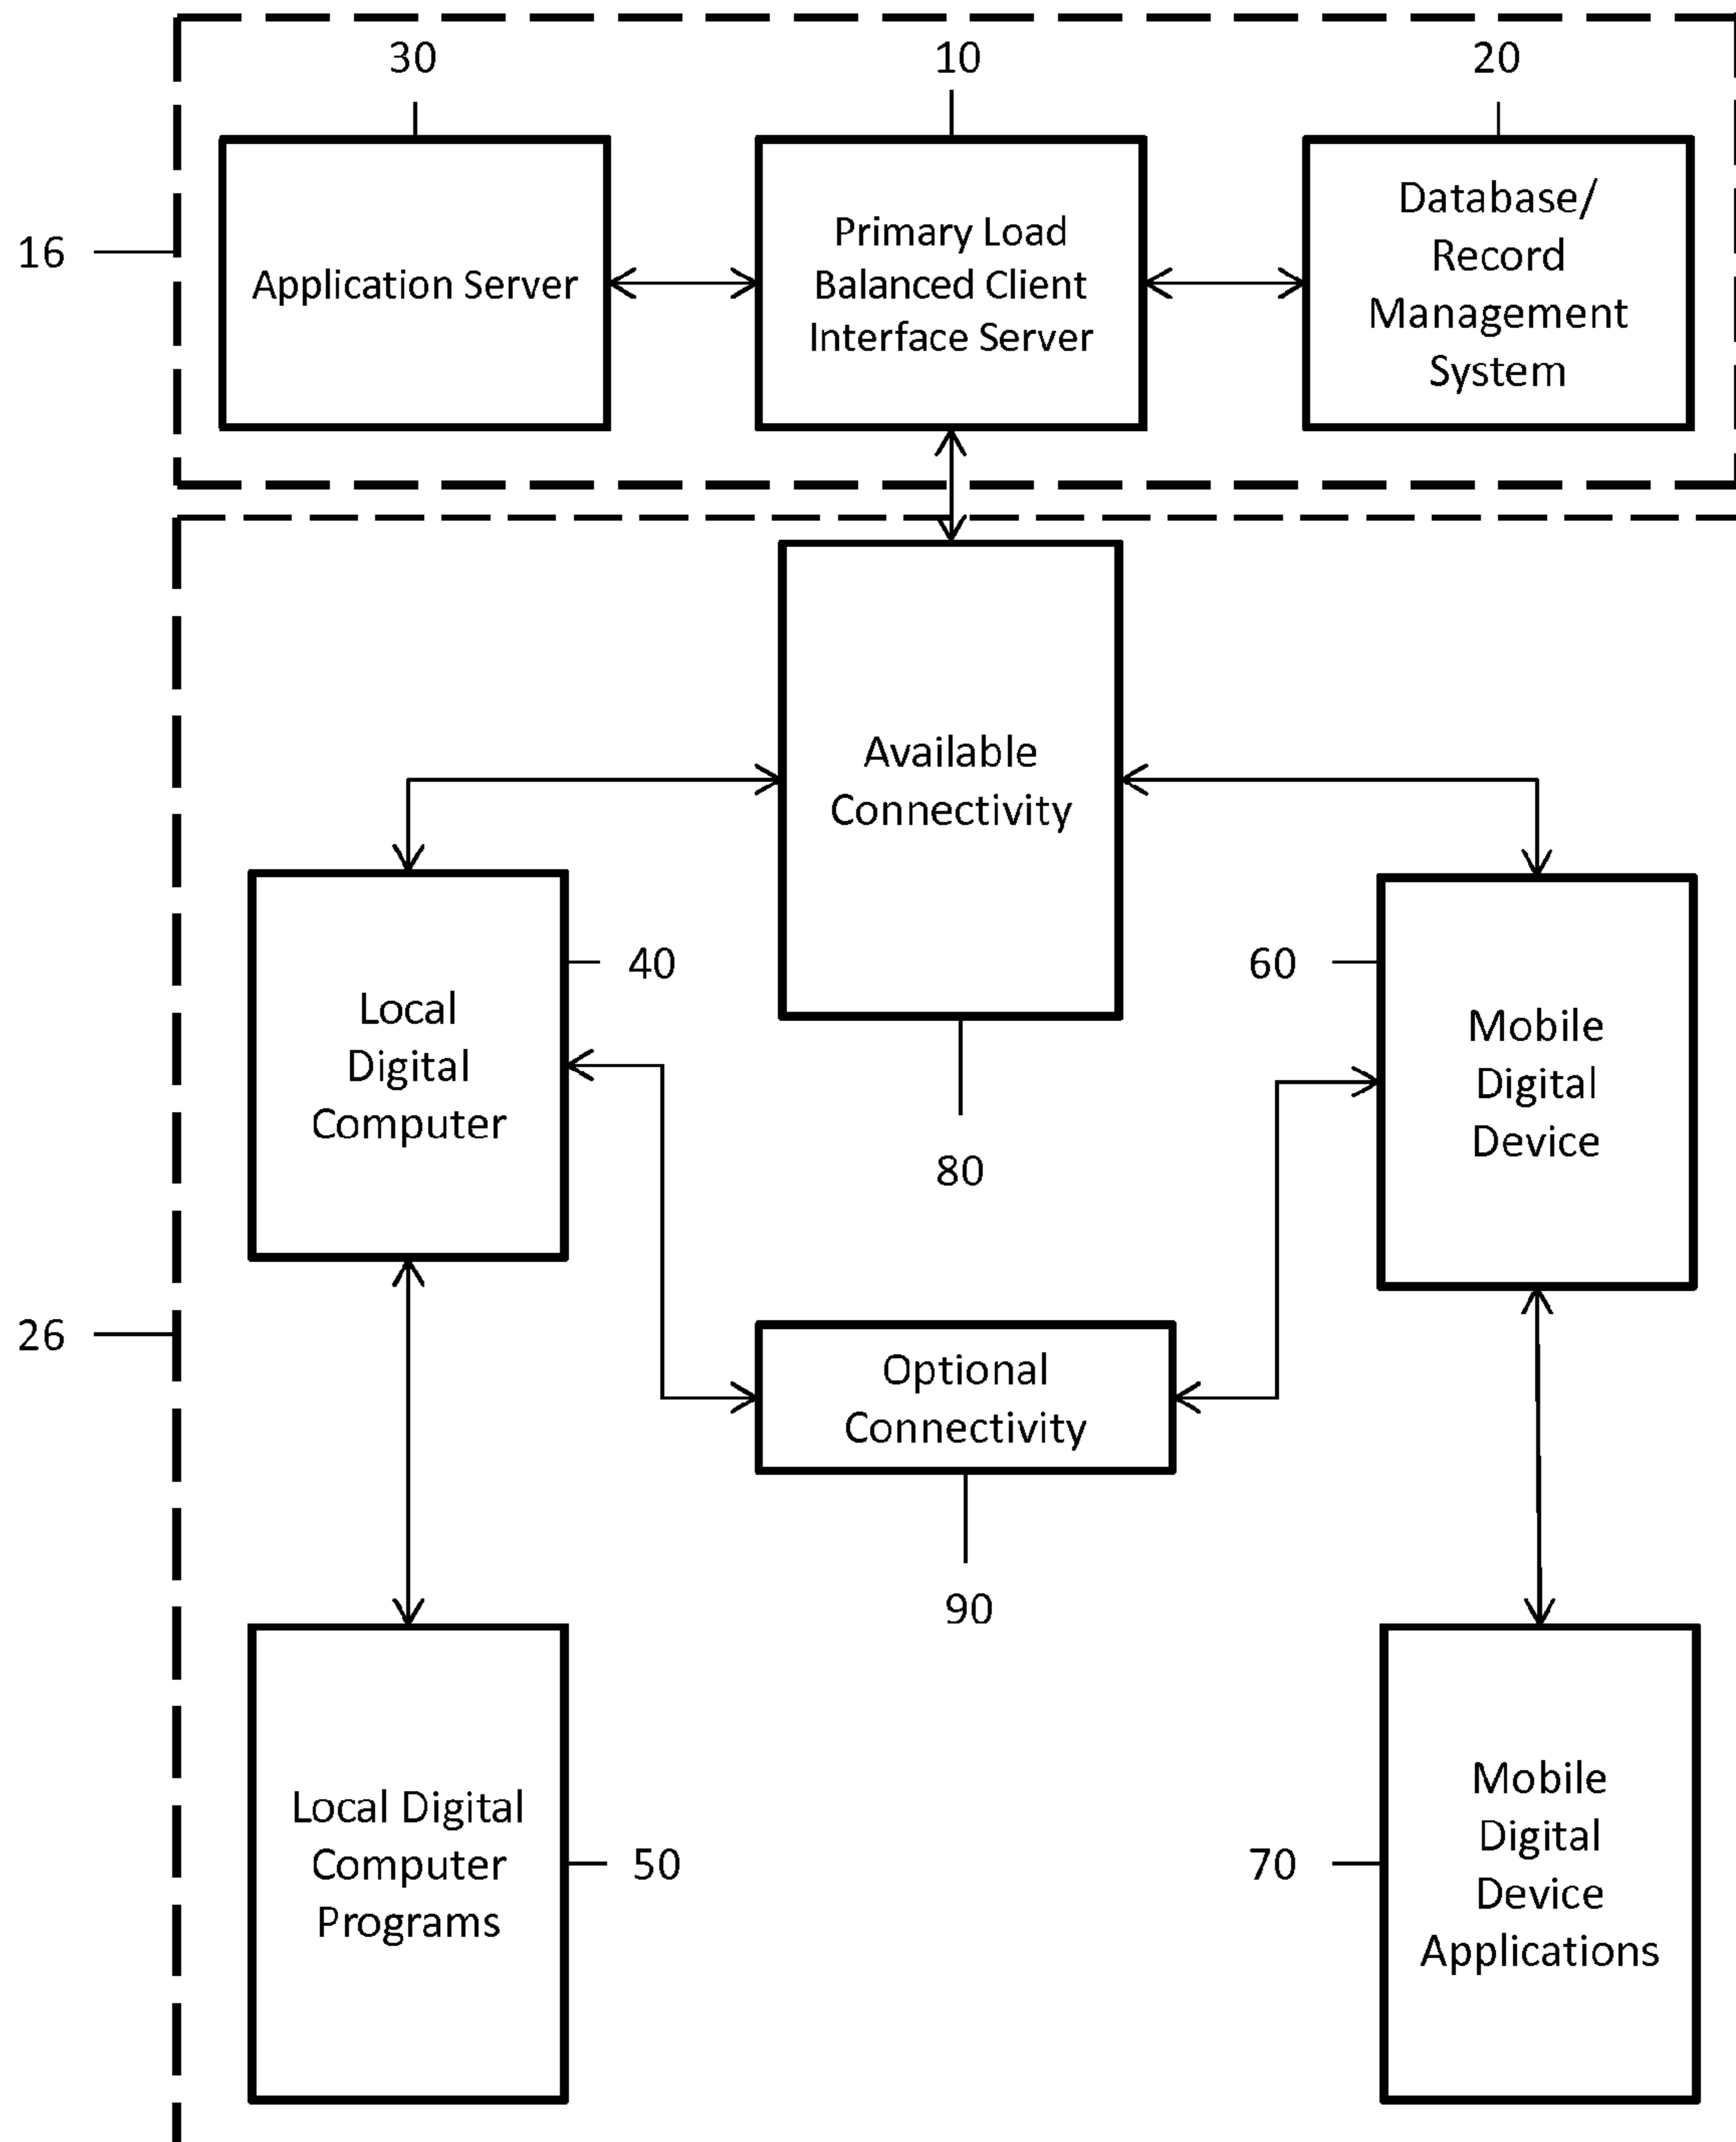 30
10
20
16
Application Server
Primary Load
Balanced Client
Interface Server
Database/
Record
Management
System
Available
Connectivity
40
60
Local
Digital
Computer
Mobile
Digital
Device
80
26
Optional
Connectivity
90
Local Digital
Computer
Programs
50
70
Mobile
Digital
Device
Applications